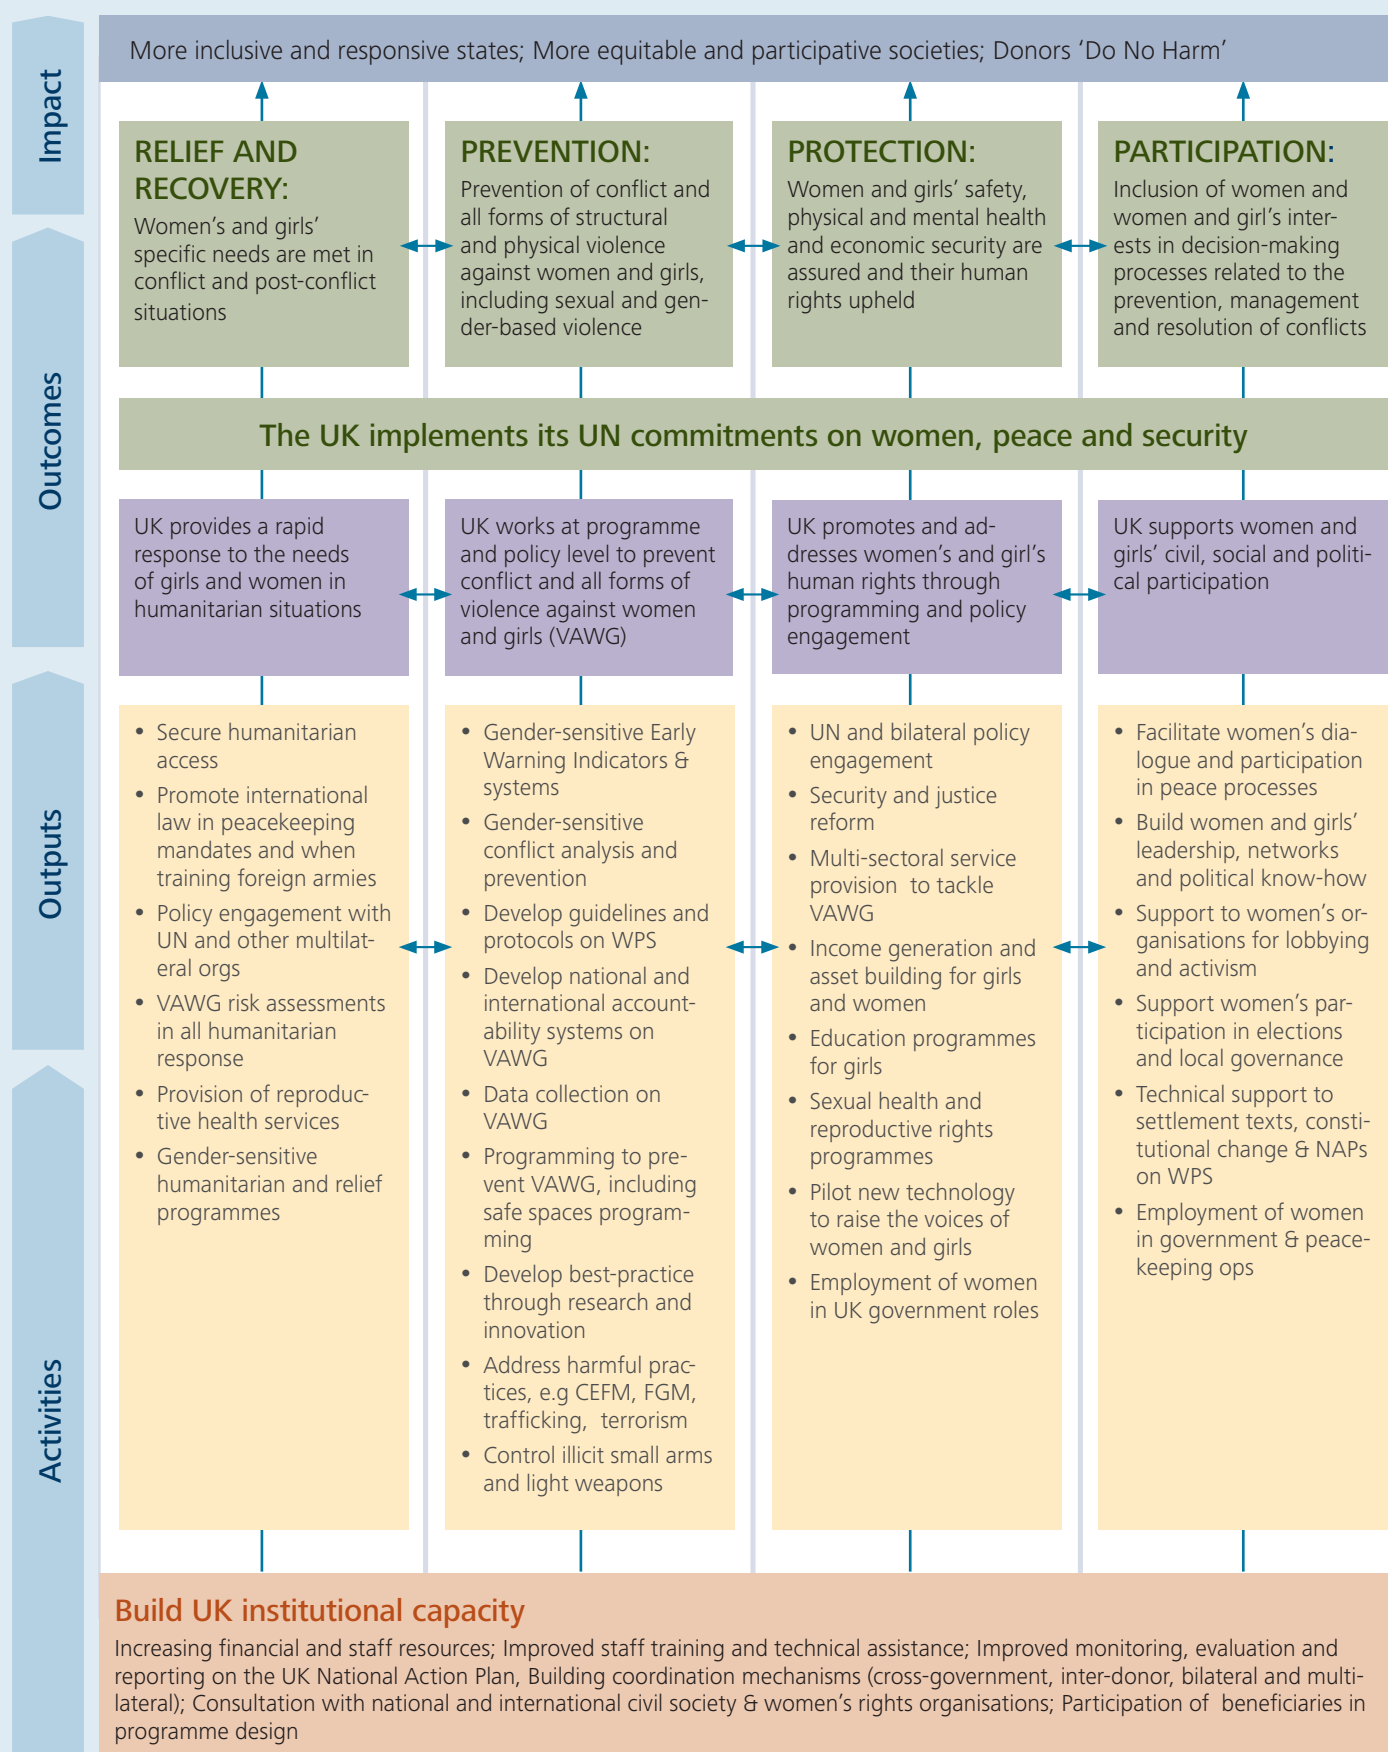 Impact
More inclusive and responsive states; More equitable and participative societies; Donors ‘Do No Harm’
RELIEF AND
RECOVERY:
Women’s and girls’
specific needs are met in
conflict and post-conflict
situations
PREVENTION:
Prevention of conflict and
all forms of structural
and physical violence
against women and girls,
including sexual and gen-
der-based violence
PROTECTION:
Women and girls’ safety,
physical and mental health
and economic security are
assured and their human
rights upheld
PARTICIPATION:
Inclusion of women and
women and girl’s inter-
ests in decision-making
processes related to the
prevention, management
and resolution of conflicts
Outcomes
The UK implements its UN commitments on women, peace and security
UK provides a rapid
response to the needs
of girls and women in
humanitarian situations
UK works at programme
and policy level to prevent
conflict and all forms of
violence against women
and girls (VAWG)
UK promotes and ad-
dresses women’s and girl’s
human rights through
programming and policy
engagement
UK supports women and
girls’ civil, social and politi-
cal participation
Outputs
• Secure humanitarian
access
• Promote international
law in peacekeeping
mandates and when
training foreign armies
• Policy engagement with
UN and other multilat-
eral orgs
• VAWG risk assessments
in all humanitarian
response
• Provision of reproduc-
tive health services
• Gender-sensitive
humanitarian and relief
programmes
• Gender-sensitive Early
Warning Indicators &
systems
• Gender-sensitive
conflict analysis and
prevention
• Develop guidelines and
protocols on WPS
• Develop national and
international account-
ability systems on
VAWG
• Data collection on
VAWG
• Programming to pre-
vent VAWG, including
safe spaces program-
ming
• Develop best-practice
through research and
innovation
• Address harmful prac-
tices, e.g CEFM, FGM,
trafficking, terrorism
• Control illicit small arms
and light weapons
• UN and bilateral policy
engagement
• Security and justice
reform
• Multi-sectoral service
provision to tackle
VAWG
• Income generation and
asset building for girls
and women
• Education programmes
for girls
• Sexual health and
reproductive rights
programmes
• Pilot new technology
to raise the voices of
women and girls
• Employment of women
in UK government roles
• Facilitate women’s dia-
logue and participation
in peace processes
• Build women and girls’
leadership, networks
and political know-how
• Support to women’s or-
ganisations for lobbying
and activism
• Support women’s par-
ticipation in elections
and local governance
• Technical support to
settlement texts, consti-
tutional change & NAPs
on WPS
• Employment of women
in government & peace-
keeping ops
Activities
Build UK institutional capacity
Increasing financial and staff resources; Improved staff training and technical assistance; Improved monitoring, evaluation and
reporting on the UK National Action Plan, Building coordination mechanisms (cross-government, inter-donor, bilateral and multi-
lateral); Consultation with national and international civil society & women’s rights organisations; Participation of beneficiaries in
programme design